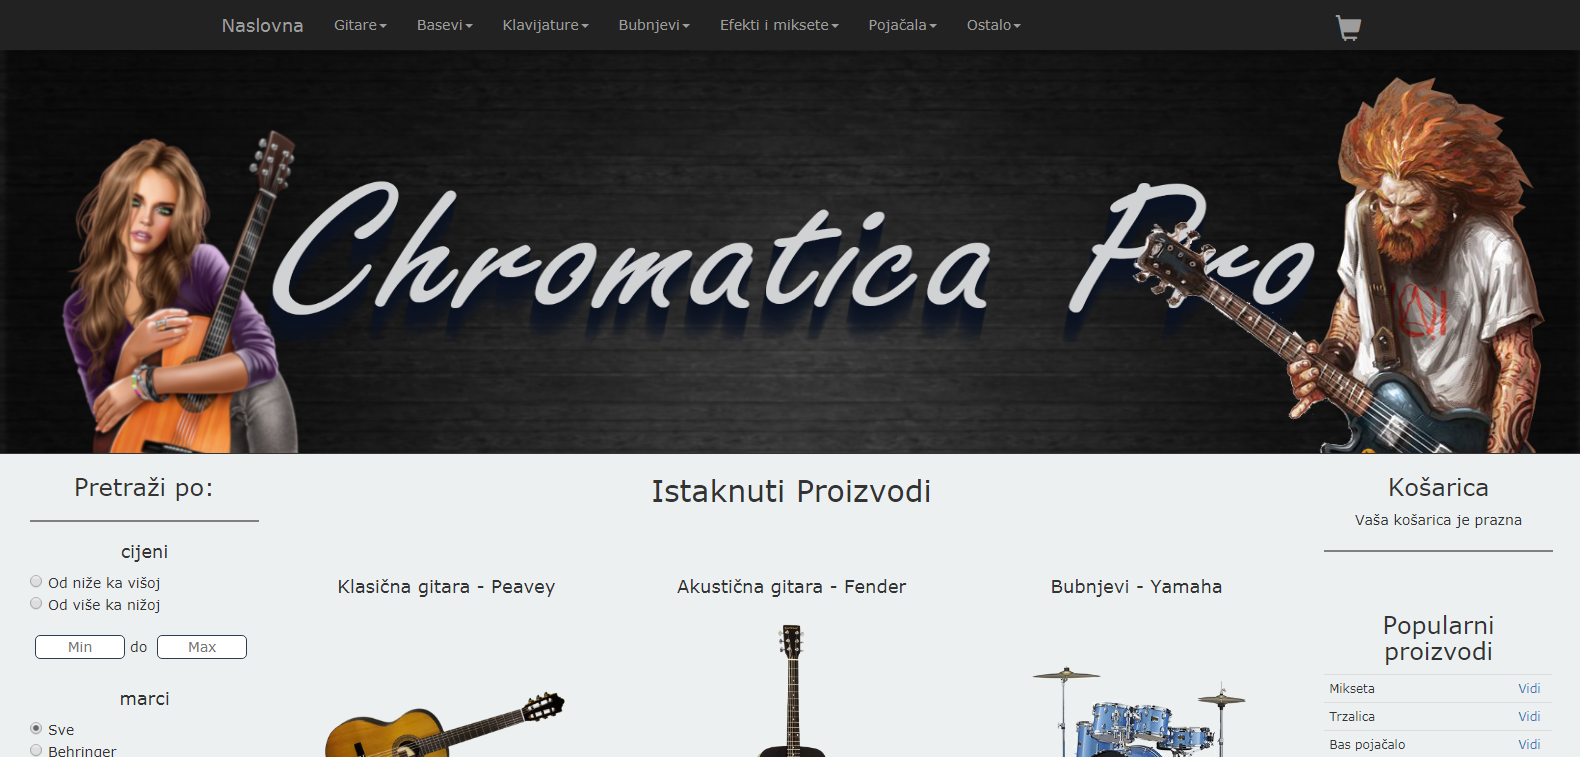 Naslovna Gitare Basevi Klavijature Bubnjevi Efekti i miksete Pojačala Ostalo
Chromatica Pro
Pretraži po:
cijeni
Od niže ka višoj
Od više ka nižoj
Min do Max
marci
Sve
Behringer
Istaknuti Proizvodi
Klasična gitara - Peavey
Akustična gitara - Fender
Bubnjevi - Yamaha
Košarica
Vaša košarica je prazna
Popularni
proizvodi
Mikseta Vidi
Trzalica Vidi
Bas pojačalo Vidi